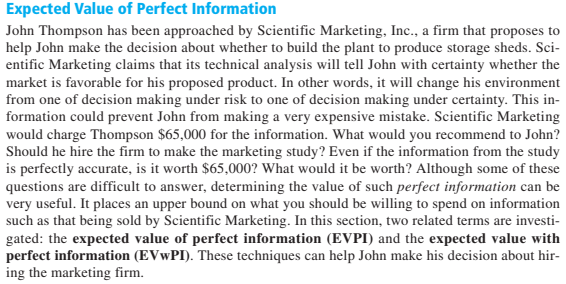 Expected Value of Perfect Information
John Thompson has been approached by Scientific Marketing, Inc., a firm that proposes to
help John make the decision about whether to build the plant to produce storage sheds. Sci-
entific Marketing claims that its technical analysis will tell John with certainty whether the
market is favorable for his proposed product. In other words, it will change his environment
from one of decision making under risk to one of decision making under certainty. This in-
formation could prevent John from making a very expensive mistake. Scientific Marketing
would charge Thompson $65,000 for the information. What would you recommend to John?
Should he hire the firm to make the marketing study? Even if the information from the study
is perfectly accurate, is it worth $65,000? What would it be worth? Although some of these
questions are difficult to answer, determining the value of such perfect information can be
very useful. It places an upper bound on what you should be willing to spend on information
such as that being sold by Scientific Marketing. In this section, two related terms are investi-
gated: the expected value of perfect information (EVPI) and the expected value with
perfect information (EVwPI). These techniques can help John make his decision about hir-
ing the marketing firm.